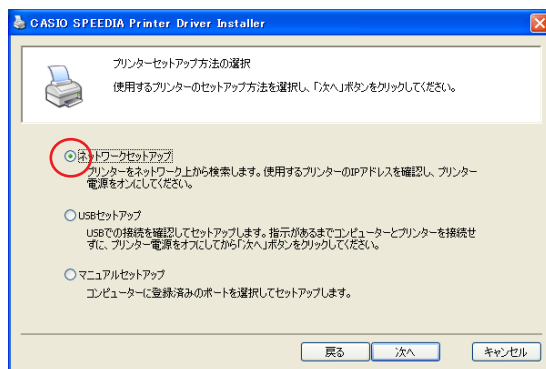 CASIO SPEEDIA Printer Driver Installer
プリンターセットアップ方法の選択
使用するプリンターのセットアップ方法を選択し、「次へ」ボタンをクリックしてください。
ネットワークセットアップ
プリンターをネットワーク上から検索します。使用するプリンターのIPアドレスを確認し、プリンター
電源をオンにしてください。
USBセットアップ
USBでの接続を確認してセットアップします。指示があるまでコンピューターとプリンターを接続せ
ずに、プリンター電源をオフにしてから「次へ」ボタンをクリックしてください。
マニュアルセットアップ
コンピューターに登録済みのポートを選択してセットアップします。
戻る
次へ
キャンセル